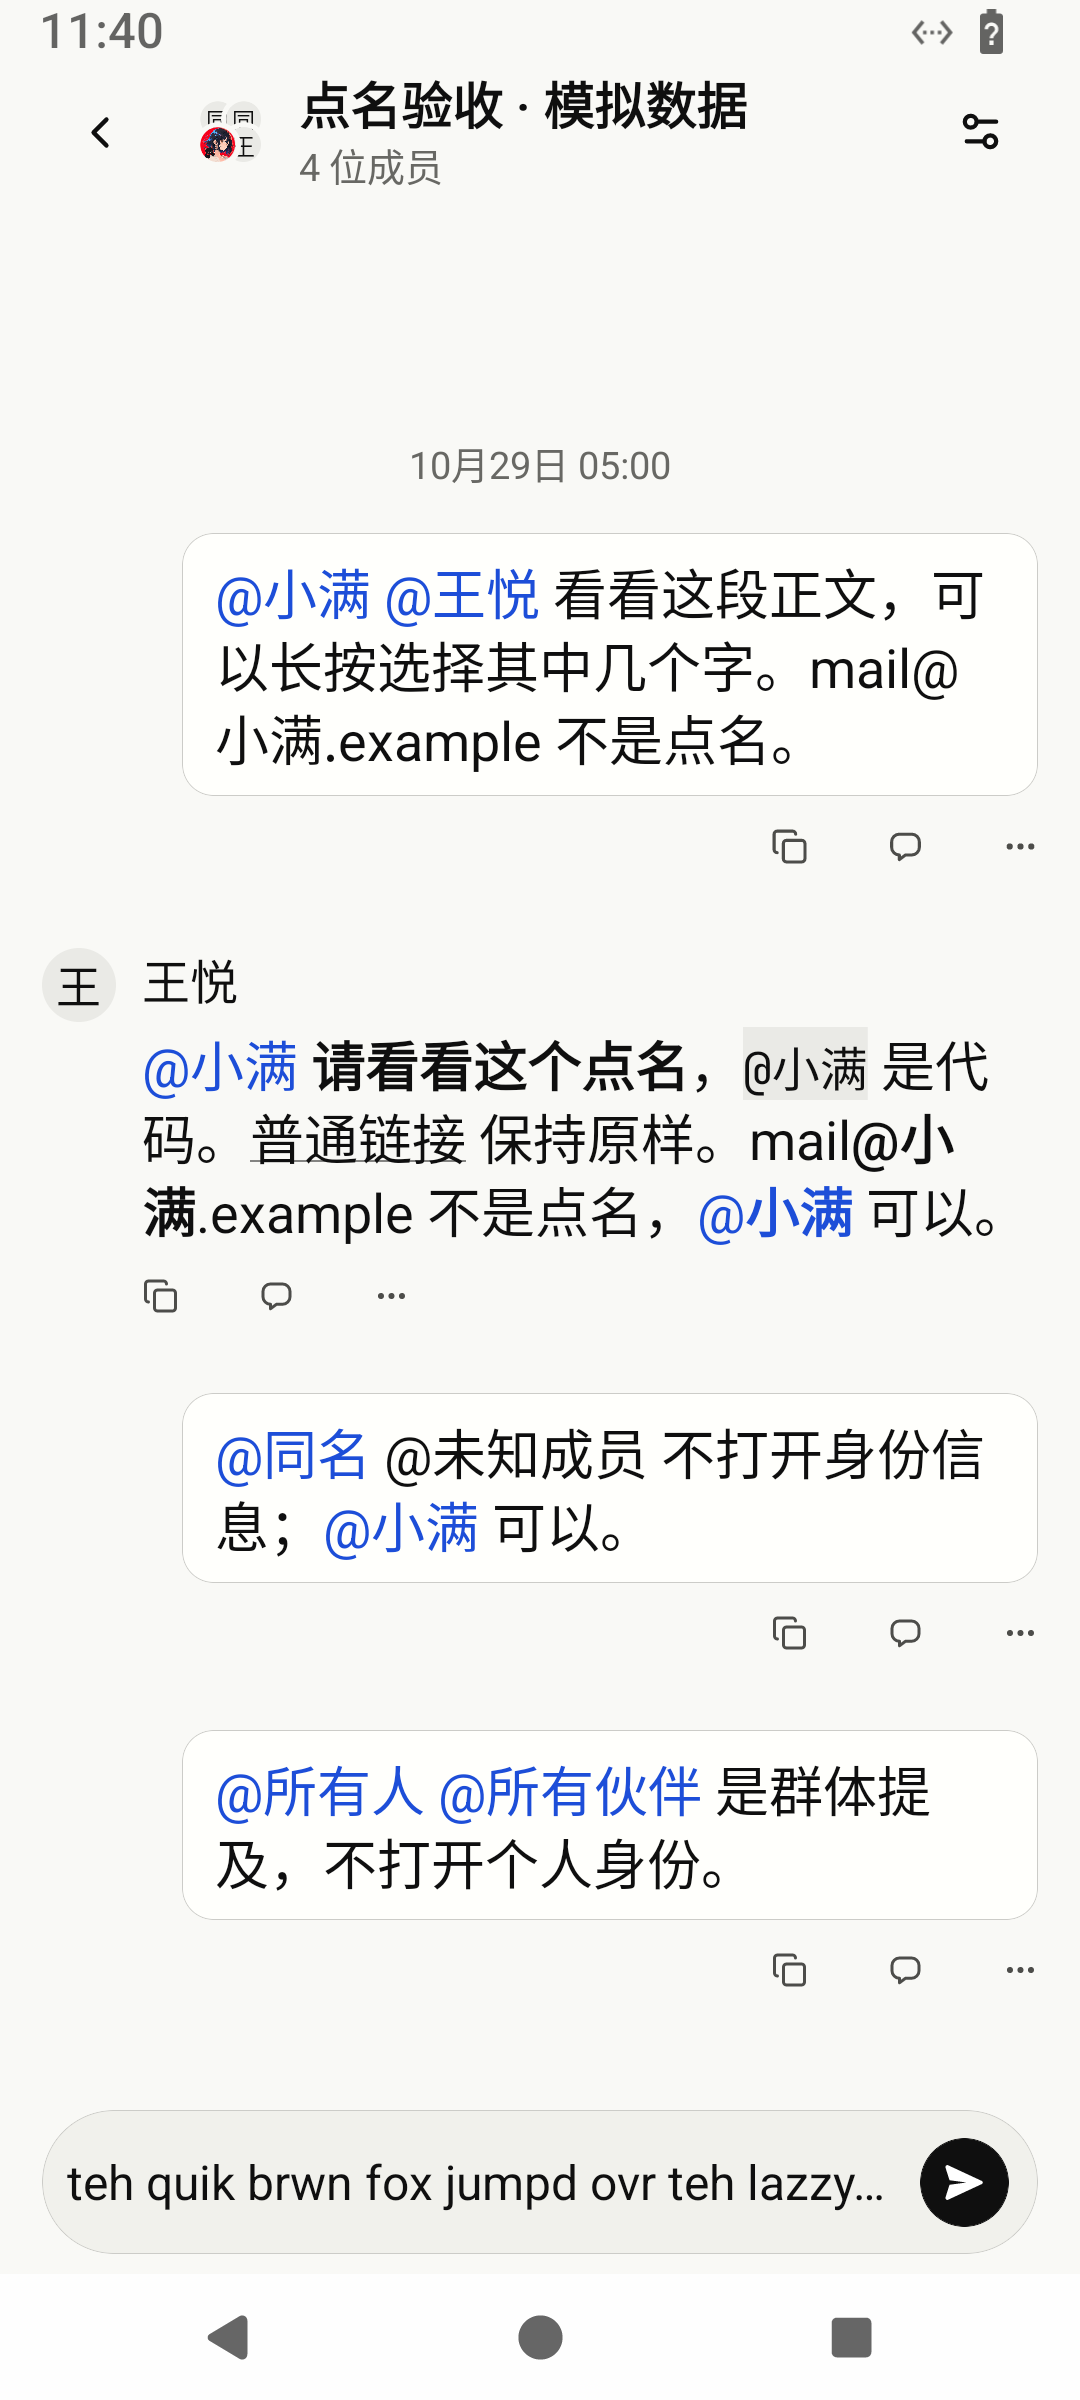 11:40
点名验收 · 模拟数据
4 位成员
10月29日 05:00
@小满 @王悦 看看这段正文，可
以长按选择其中几个字。mail@
小满.example 不是点名。
王
王悦
@小满 请看看这个点名，@小满 是代
码。普通链接 保持原样。mail@小
满.example 不是点名，@小满 可以。
@同名 @未知成员 不打开身份信
息；@小满 可以。
@所有人 @所有伙伴 是群体提
及，不打开个人身份。
teh quik brwn fox jumpd ovr teh lazzy...